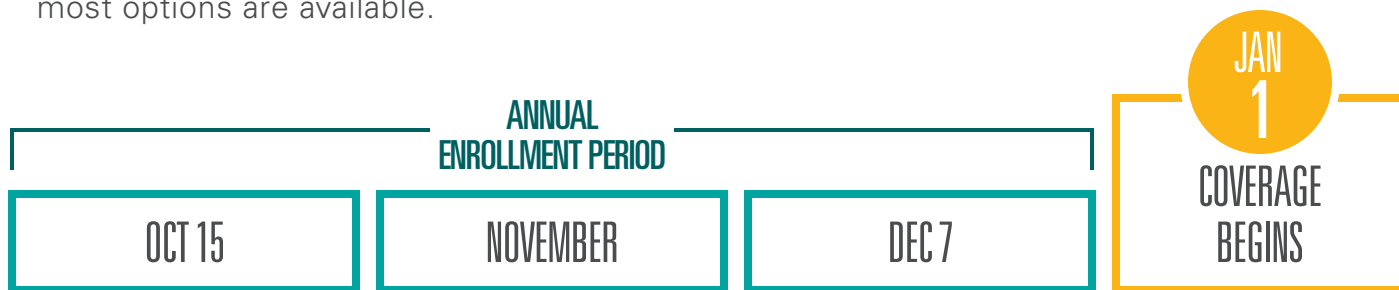 most options are available.
ANNUAL
ENROLLMENT PERIOD
OCT 15
NOVEMBER
DEC 7
JAN
1
COVERAGE
BEGINS